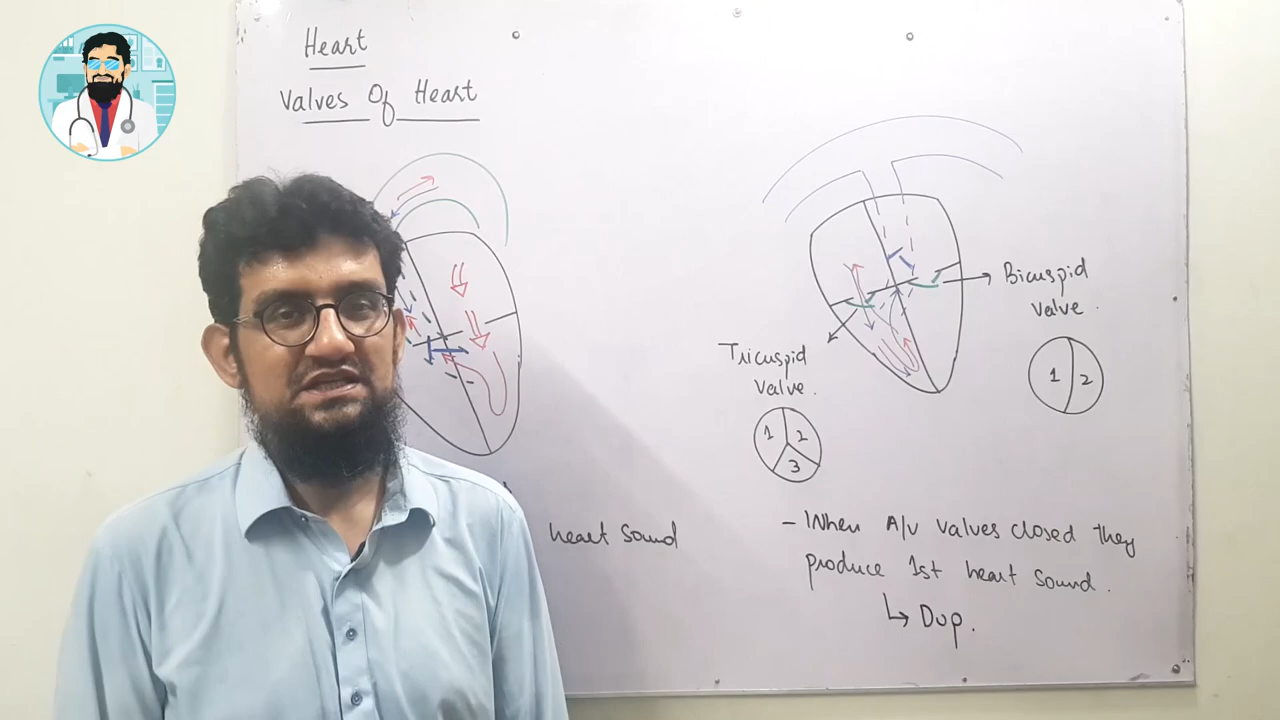 Heart
Valves Of Heart
Bicuspid
Valve.
1 2
Tricuspid
Valve.
1 2
3
heart Sound
- When A/V Valves closed They
produce 1st heart Sound.
↳ Dup.